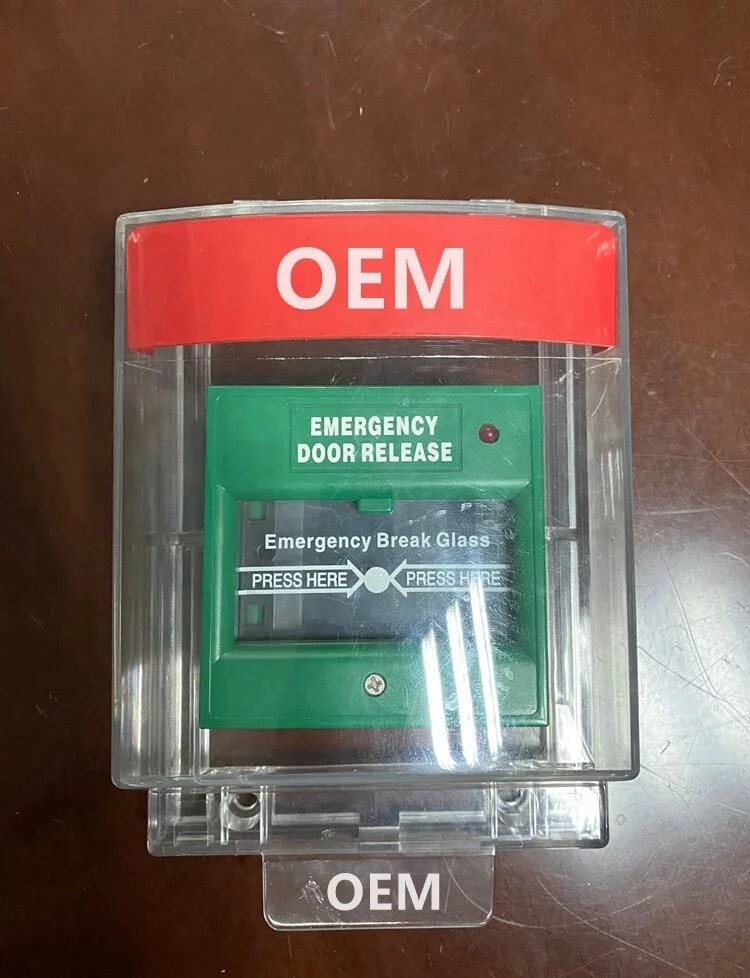 OEM
EMERGENCY
DOOR RELEASE
Emergency Break Glass
PRESS HERE PRESS HERE
OEM